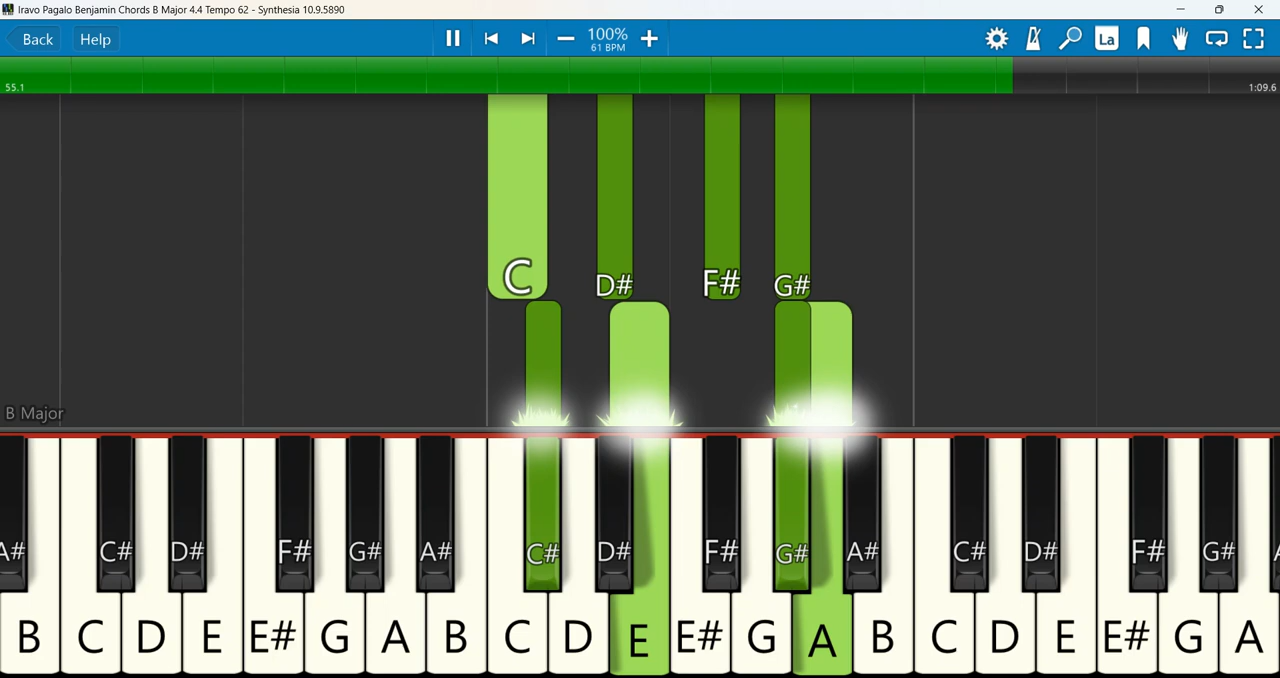 Iravo Pagalo Benjamin Chords B Major 4.4 Tempo 62 - Synthesia 10.9.5890
Back Help 100% La
61 BPM
55.1 1:09.6
C D# F# G#
B Major
A# C# D# F# G# A# C# D# F# G# A# C# D# F# G#
B C D E E# G A B C D E E# G A B C D E E# G A